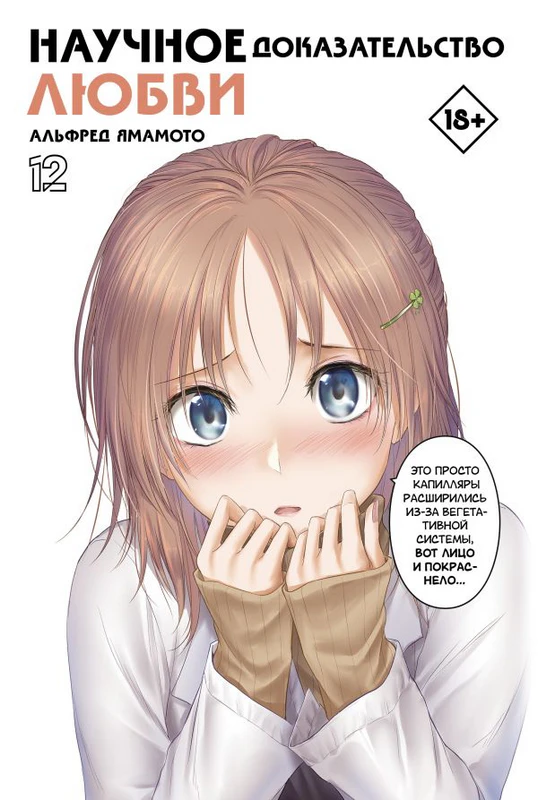 НАУЧНОЕ ДОКАЗАТЕЛЬСТВО
ЛЮБВИ
АЛЬФРЕД ЯМАМОТО
12
18+
ЭТО ПРОСТО
КАПИЛЛЯРЫ
РАСШИРИЛИСЬ
ИЗ-ЗА ВЕГЕТА-
ТИВНОЙ
СИСТЕМЫ,
ВОТ ЛИЦО
И ПОКРАС-
НЕЛО...